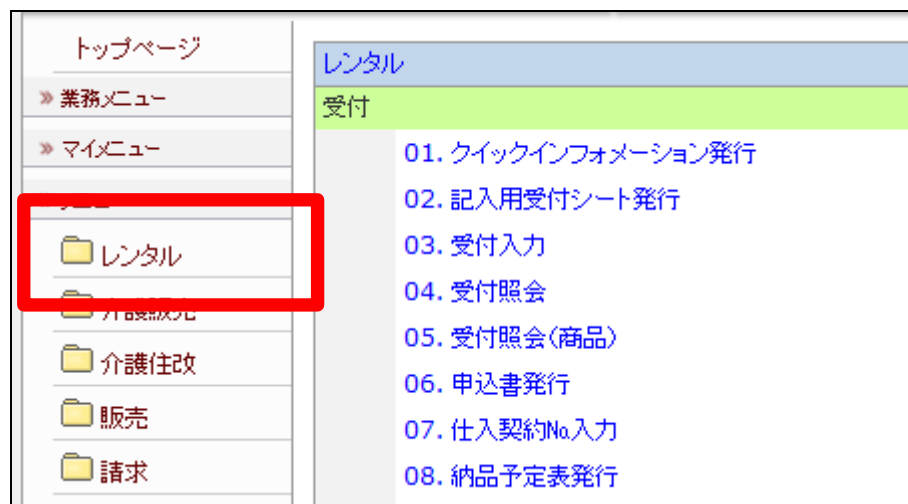 トップページ
» 業務メニュー
» マイメニュー
レンタル
介護住改
販売
請求
レンタル
受付
01. クイックインフォメーション発行
02. 記入用受付シート発行
03. 受付入力
04. 受付照会
05. 受付照会(商品)
06. 申込書発行
07. 仕入契約№入力
08. 納品予定表発行